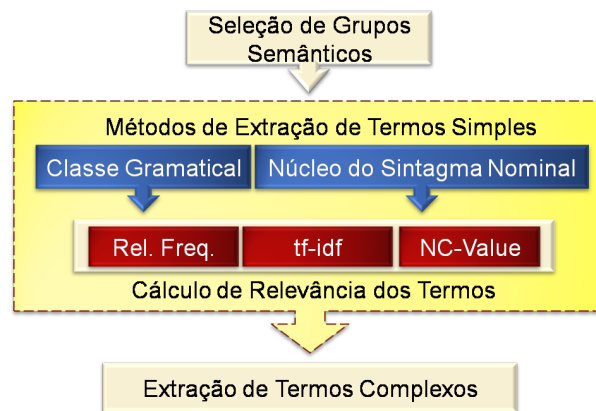 Seleção de Grupos
Semânticos
Métodos de Extração de Termos Simples
Classe Gramatical
Núcleo do Sintagma Nominal
Rel. Freq.
tf-idf
NC-Value
Cálculo de Relevância dos Termos
Extração de Termos Complexos